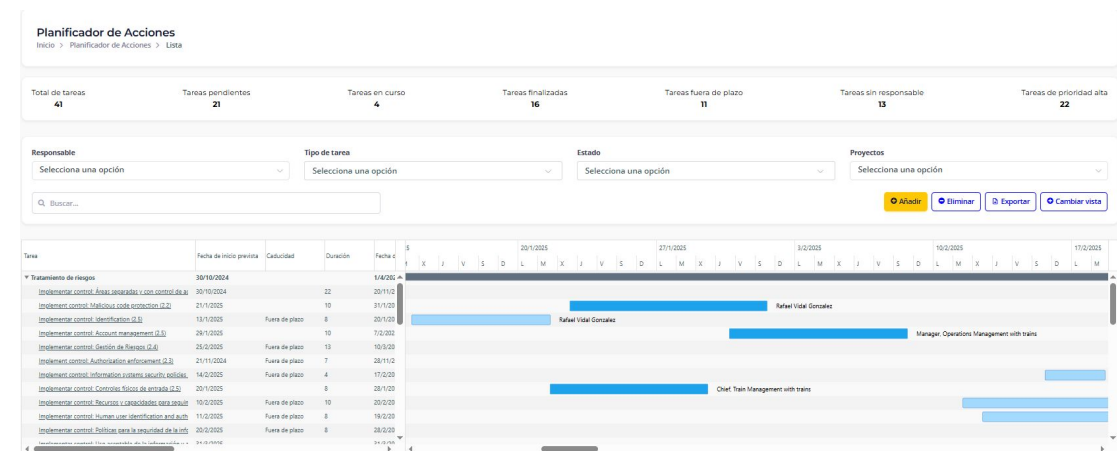 Planificador de Acciones
Inicio > Planificador de Acciones > Lista
Total de tareas Tareas pendientes Tareas en curso Tareas finalizadas Tareas fuera de plazo Tareas sin responsable Tareas de prioridad alta
41 21 4 16 11 13 22
Responsable Tipo de tarea Estado Proyectos
Selecciona una opción Selecciona una opción Selecciona una opción Selecciona una opción
Buscar... Añadir Eliminar Exportar Cambiar vista
5 20/1/2025 27/1/2025 3/2/2025 10/2/2025 17/2/2025
Tarea Fecha de inicio prevista Caducidad Duración Fecha
X J V S D L M X J V S D L M X J V S D L M X J V S D L M X J V S D L M
Tratamiento de riesgos 30/10/2024 1/4/202
Implementar control: Áreas separadas y con control de 30/10/2024 22 20/11/2
Implement control: Malicious code protection (2.2) 21/1/2025 10 31/1/20 Rafael Vidal Gonzalez
Implementar control: Identification (2.5) 13/1/2025 Fuera de plazo 8 20/1/20 Rafael Vidal Gonzalez
Implementar control: Account management (2.5) 29/1/2025 10 7/2/202 Manager, Operations Management with trains
Implementar control: Gestión de Riesgos (2.4) 25/2/2025 Fuera de plazo 13 10/3/20
Implement control: Authorization enforcement (2.3) 21/11/2024 Fuera de plazo 7 28/11/2
Implement control: Information systems security policies 14/2/2025 Fuera de plazo 4 17/2/20
Implementar control: Controles físicos de entrada (2.5) 20/1/2025 8 28/1/20 Chief, Train Management with trains
Implementar control: Recursos y capacidades para seguin 10/2/2025 Fuera de plazo 10 20/2/20
Implementar control: Human user identification and auth 11/2/2025 Fuera de plazo 8 19/2/20
Implementar control: Políticas para la seguridad de la inf 20/2/2025 Fuera de plazo 8 28/2/20